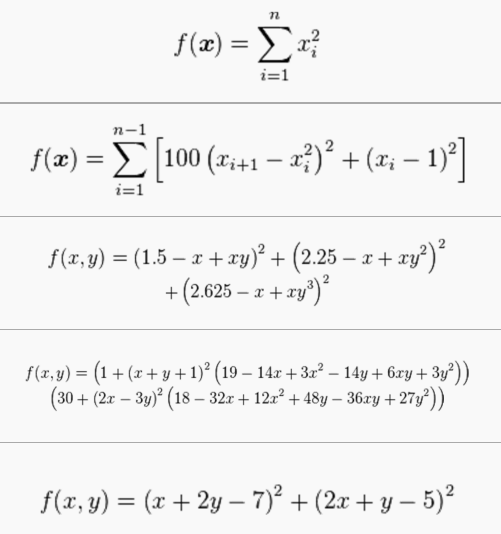 f(𝒙) = ∑_{i=1}^{n} x_i^2
f(𝒙) = ∑_{i=1}^{n−1} [100 (x_{i+1} − x_i^2)^2 + (x_i − 1)^2]
f(x, y) = (1.5 − x + xy)^2 + (2.25 − x + xy^2)^2
+ (2.625 − x + xy^3)^2
f(x, y) = (1 + (x + y + 1)^2 (19 − 14x + 3x^2 − 14y + 6xy + 3y^2))
(30 + (2x − 3y)^2 (18 − 32x + 12x^2 + 48y − 36xy + 27y^2))
f(x, y) = (x + 2y − 7)^2 + (2x + y − 5)^2